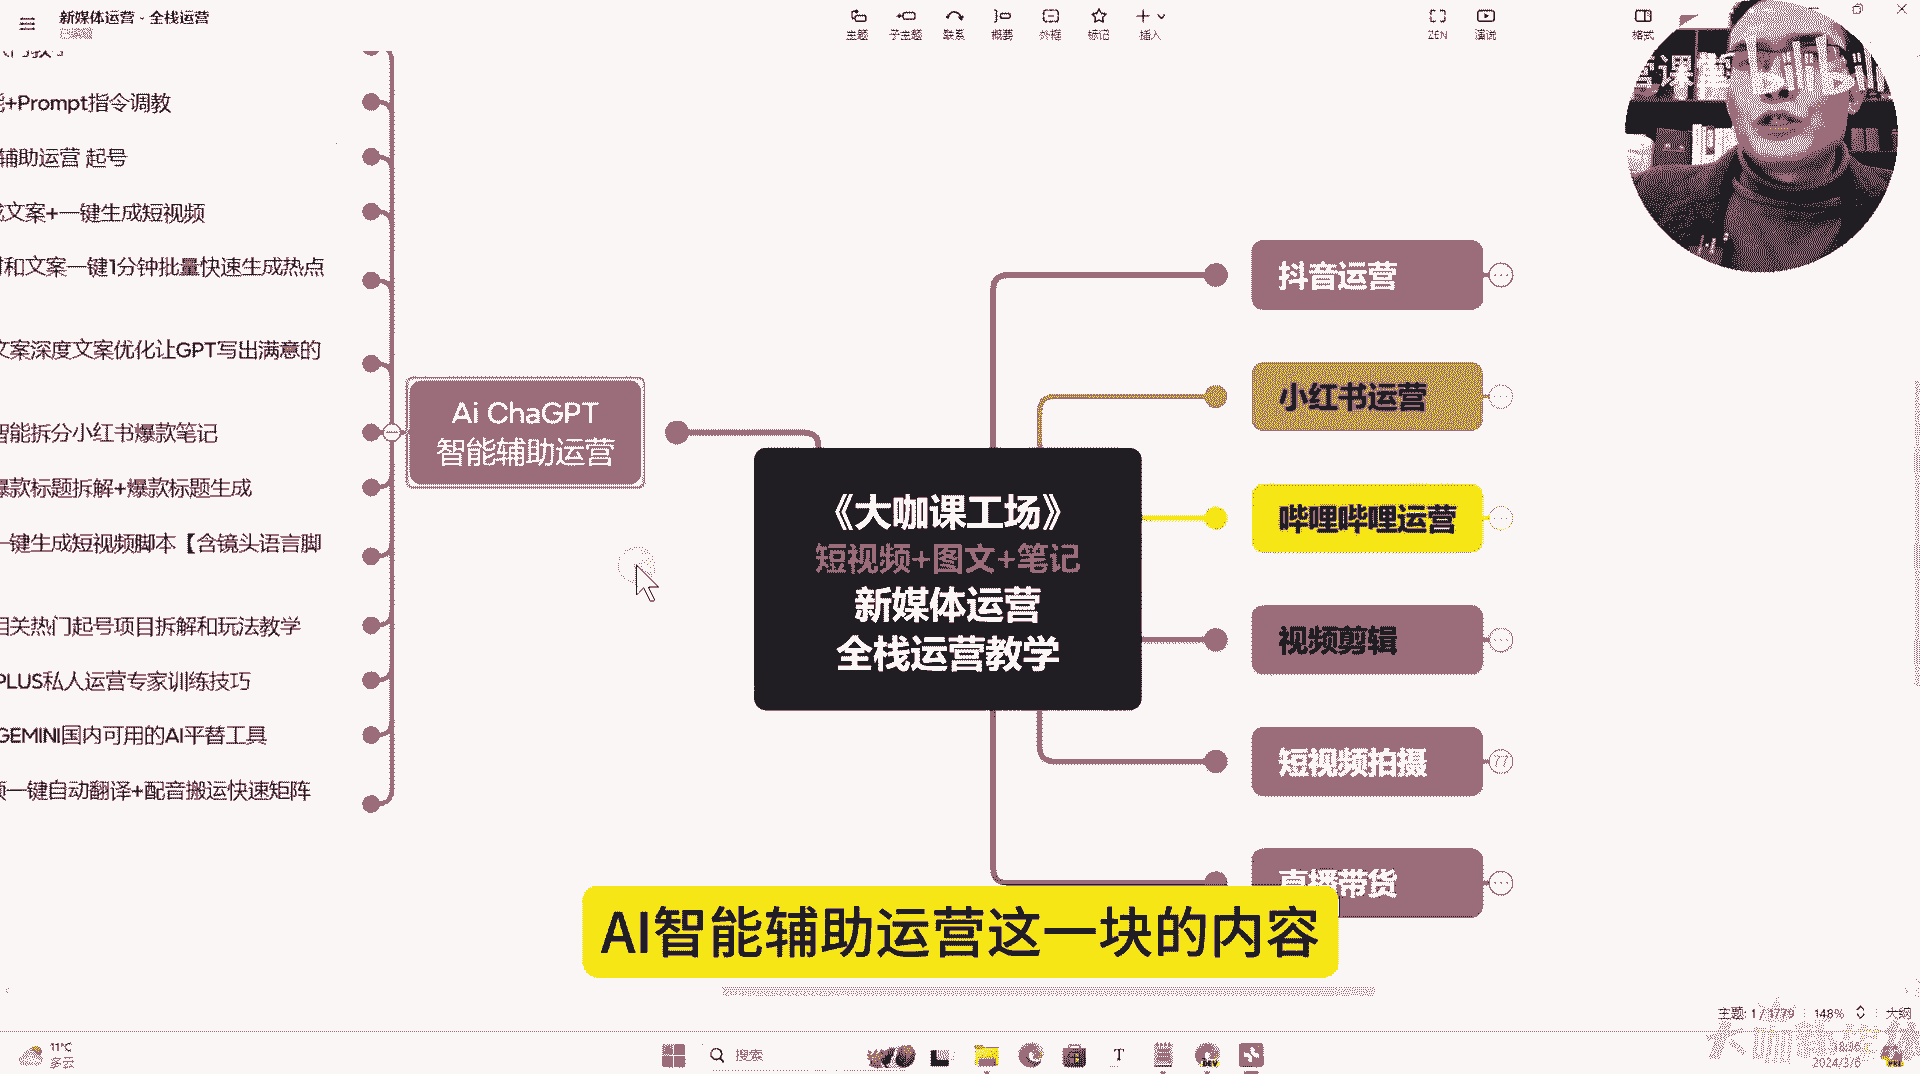 新媒体运营 - 全栈运营
主题
子主题
联系
概要
外框
标记
插入
ZEN
演说
格式
+Prompt指令调教
辅助运营 起号
文案+一键生成短视频
和文案一键1分钟批量快速生成热点
文案深度文案优化让GPT写出满意的
智能拆分小红书爆款笔记
爆款标题拆解+爆款标题生成
一键生成短视频脚本【含镜头语言脚
相关热门起号项目拆解和玩法教学
PLUS私人运营专家训练技巧
GEMINI国内可用的AI平替工具
一键自动翻译+配音搬运快速矩阵
Ai ChaGPT
智能辅助运营
《大咖课工场》
短视频+图文+笔记
新媒体运营
全栈运营教学
抖音运营
小红书运营
哔哩哔哩运营
视频剪辑
短视频拍摄
77
直播带货
AI智能辅助运营这一块的内容
主题: 1 / 1779
148%
大纲
11°C
多云
搜索
2024/3/6